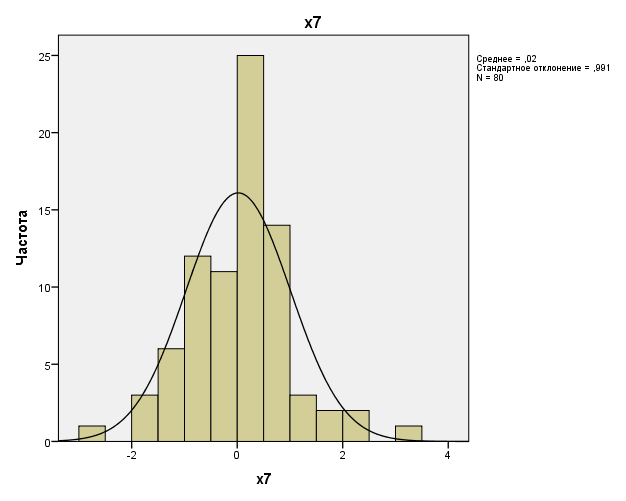 x7
Среднее = ,02
Стандартное отклонение = ,991
N = 80
Частота
25
20
15
10
5
0
-2
0
2
4
x7